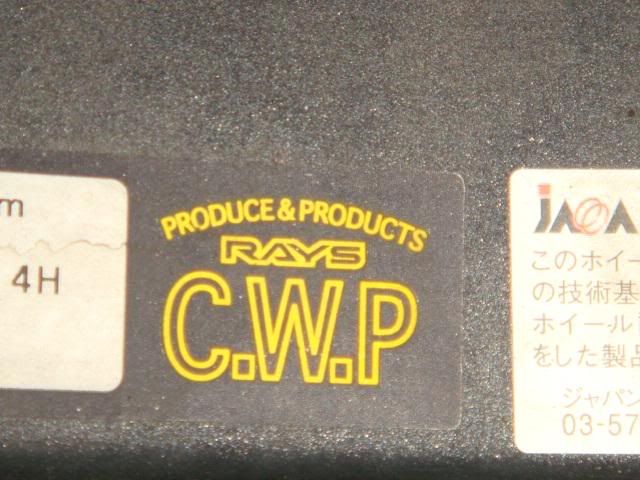 m
4H
PRODUCE & PRODUCTS
RAYS
C.W.P
JAWA
このホイー
の技術基
ホイール
をした製品
ジャパン
03-57